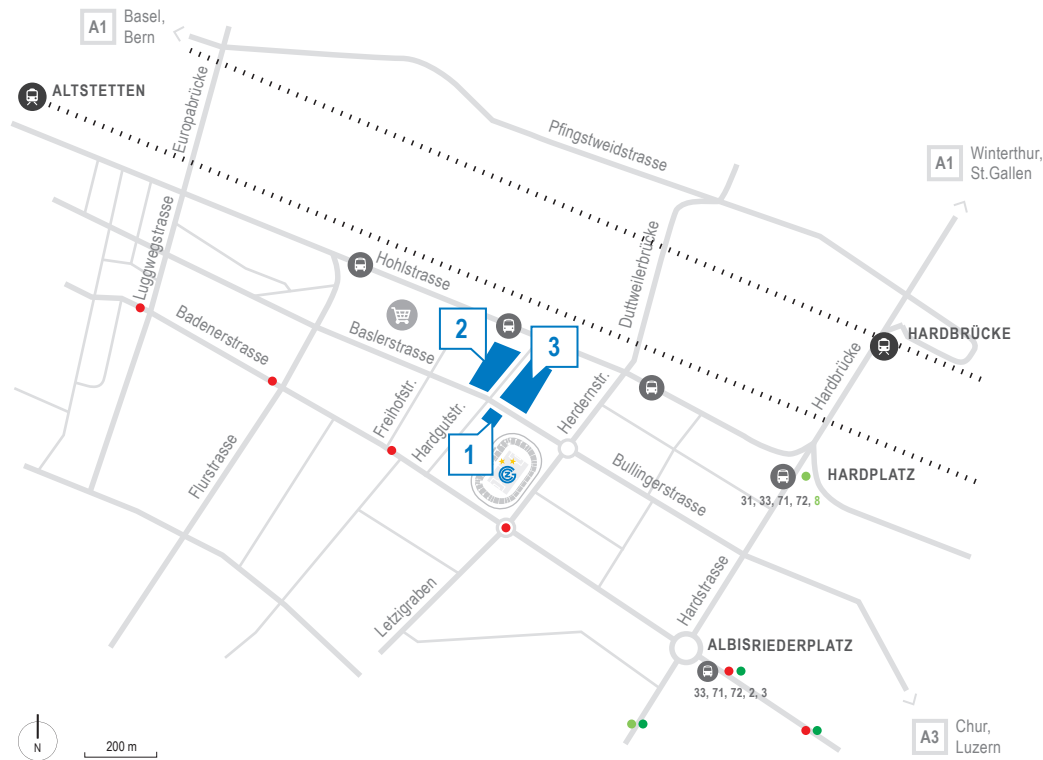 A1
Basel,
Bern
ALTSTETTEN
Europabrücke
Pfingstweidstrasse
A1
Winterthur,
St.Gallen
Luggwegstrasse
Hohlstrasse
Duttweilerbrücke
Badenerstrasse
Baslerstrasse
2
3
HARDBRÜCKE
Hardbrücke
Freihofstr.
Hardgutstr.
Herdernstr.
1
Flurstrasse
Bullingerstrasse
HARDPLATZ
31, 33, 71, 72, 8
Letzigraben
Hardstrasse
ALBISRIEDERPLATZ
33, 71, 72, 2, 3
N
200 m
A3
Chur,
Luzern